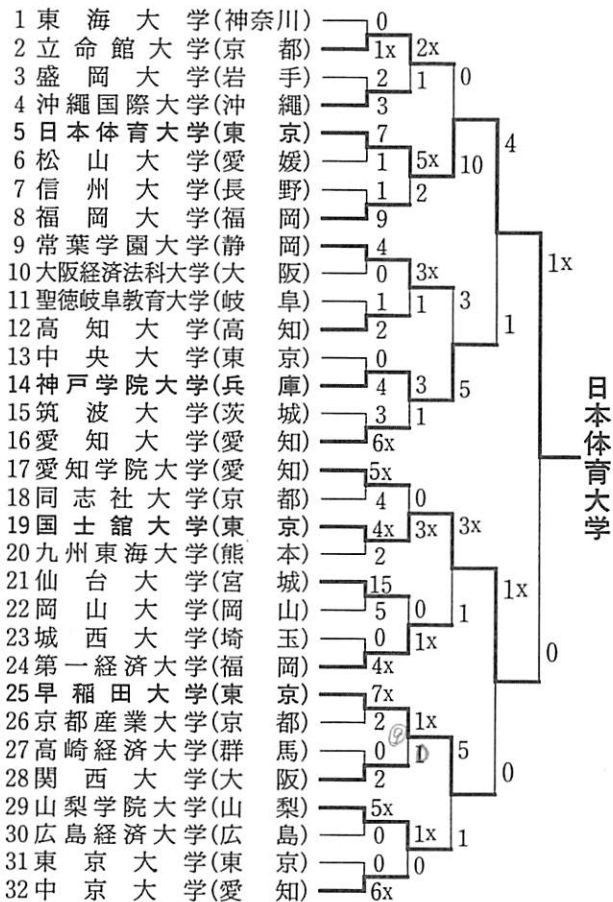 1 東海大学(神奈川) 0
2 立命館大学(京都) 1x 2x
3 盛岡大学(岩手) 2 1 0
4 沖縄国際大学(沖縄) 3
5 日本体育大学(東京) 7 4
6 松山大学(愛媛) 1 5x 10
7 信州大学(長野) 1 2
8 福岡大学(福岡) 9
9 常葉学園大学(静岡) 4
10 大阪経済法科大学(大阪) 0 3x 1x
11 聖徳岐阜教育大学(岐阜) 1 1 3
12 高知大学(高知) 2 1
13 中央大学(東京) 0
14 神戸学院大学(兵庫) 4 3 5
15 筑波大学(茨城) 3 1
16 愛知大学(愛知) 6x
日本体育大学
17 愛知学院大学(愛知) 5x
18 同志社大学(京都) 4 0
19 国士舘大学(東京) 4x 3x 3x
20 九州東海大学(熊本) 2
21 仙台大学(宮城) 15 1x
22 岡山大学(岡山) 5 0 1
23 城西大学(埼玉) 0 1x 0
24 第一経済大学(福岡) 4x
25 早稲田大学(東京) 7x
26 京都産業大学(京都) 2 1x
27 高崎経済大学(群馬) 0 5
28 関西大学(大阪) 2 0
29 山梨学院大学(山梨) 5x
30 広島経済大学(広島) 0 1x 1
31 東京大学(東京) 0 0
32 中京大学(愛知) 6x